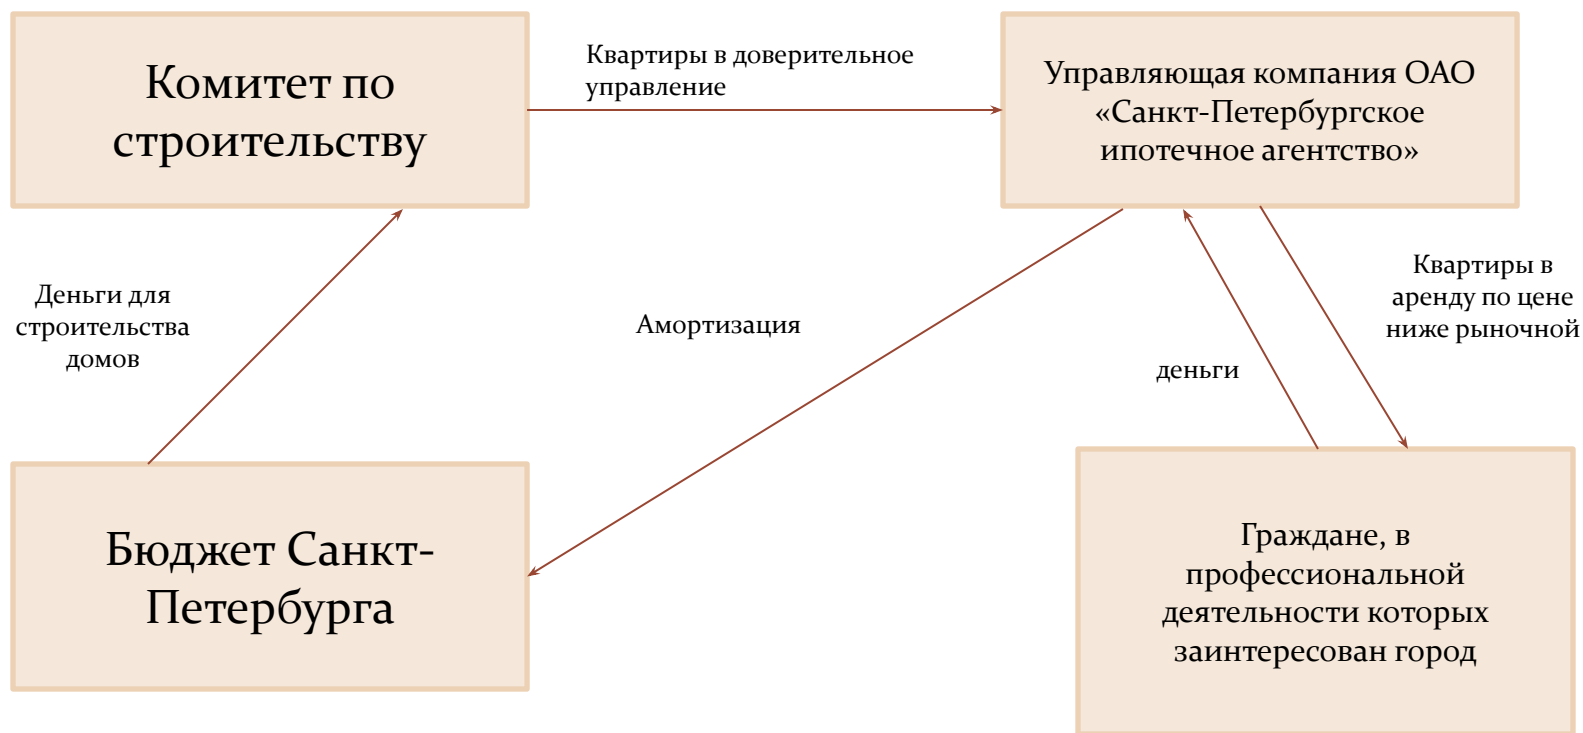 Комитет по
строительству
Квартиры в доверительное
управление
Управляющая компания ОАО
«Санкт-Петербургское
ипотечное агентство»
Деньги для
строительства
домов
Амортизация
деньги
Квартиры в
аренду по цене
ниже рыночной
Бюджет Санкт-
Петербурга
Граждане, в
профессиональной
деятельности которых
заинтересован город